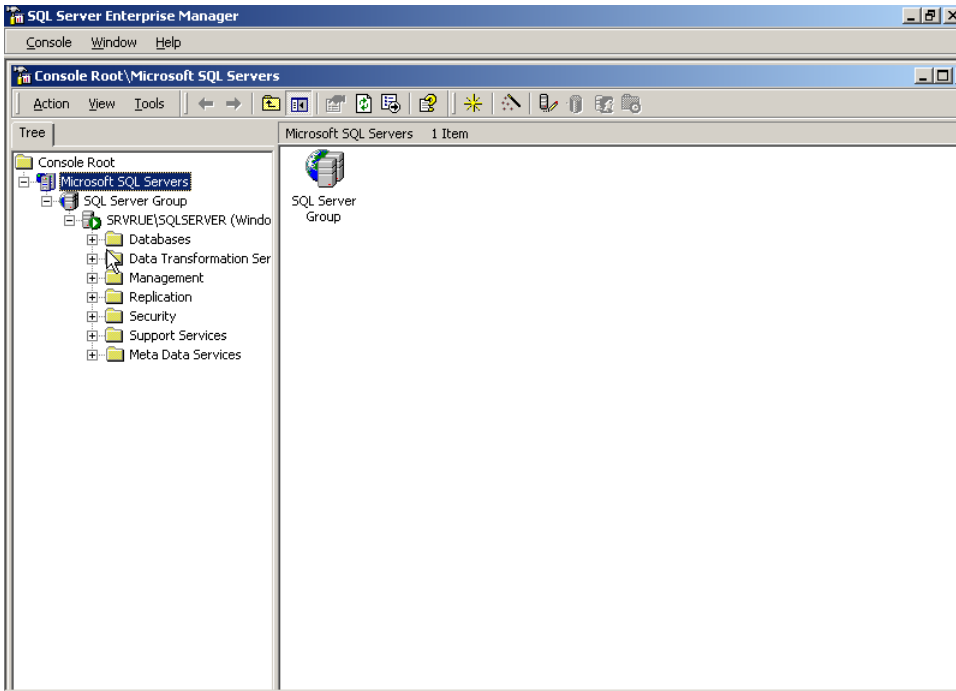 SQL Server Enterprise Manager
Console Window Help
Console Root\Microsoft SQL Servers
Action View Tools
Tree
Microsoft SQL Servers 1 Item
Console Root
Microsoft SQL Servers
SQL Server Group
SRVRUE\SQLSERVER (Windo
Databases
Data Transformation Ser
Management
Replication
Security
Support Services
Meta Data Services
SQL Server
Group